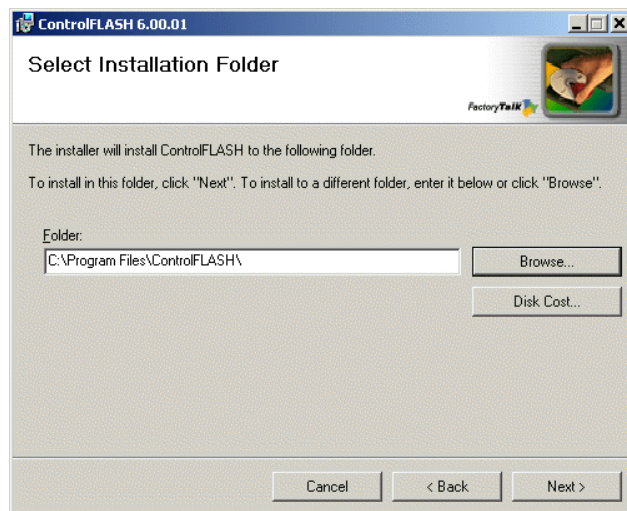 ControlFLASH 6.00.01
Select Installation Folder
FactoryTalk
The installer will install ControlFLASH to the following folder.
To install in this folder, click "Next". To install to a different folder, enter it below or click "Browse".
Folder:
C:\Program Files\ControlFLASH\
Browse...
Disk Cost...
Cancel
< Back
Next >